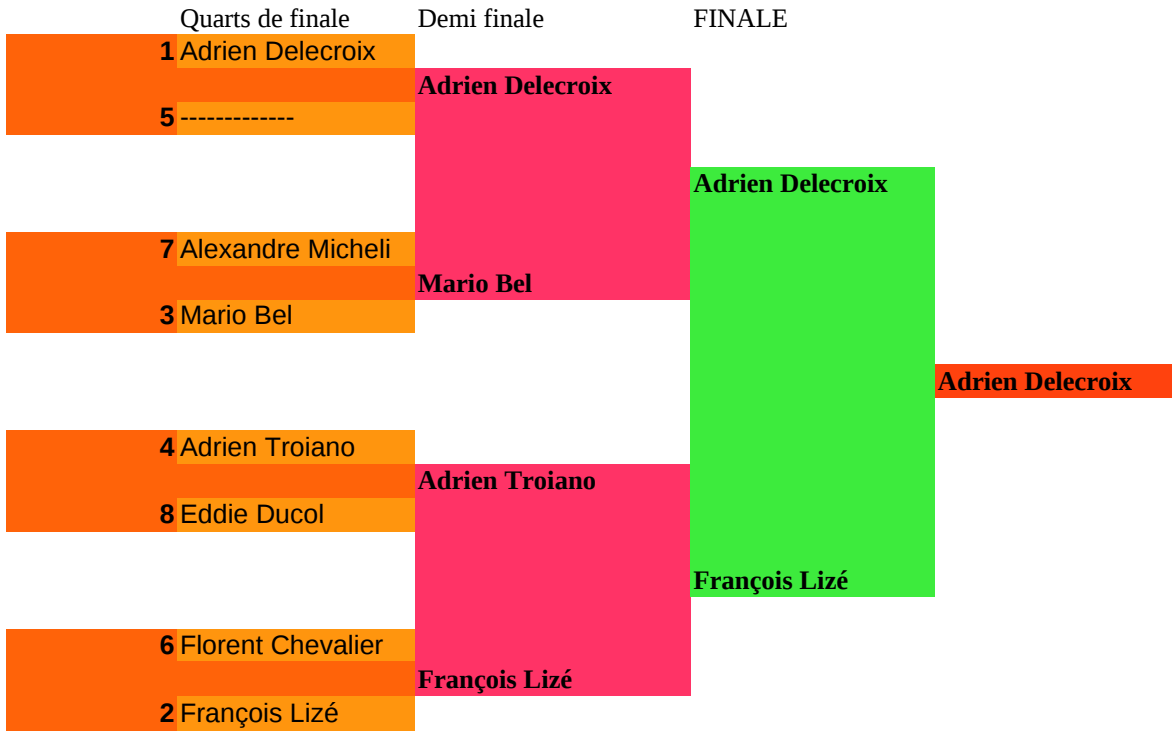 Quarts de finale Demi finale FINALE
1 Adrien Delecroix
Adrien Delecroix
5 -------------
Adrien Delecroix
7 Alexandre Micheli
Mario Bel
3 Mario Bel
Adrien Delecroix
4 Adrien Troiano
Adrien Troiano
8 Eddie Ducol
François Lizé
6 Florent Chevalier
François Lizé
2 François Lizé